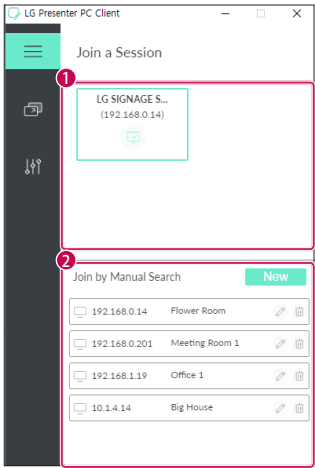 LG Presenter PC Client
Join a Session
1
LG SIGNAGE S...
(192.168.0.14)
2
Join by Manual Search
New
192.168.0.14 Flower Room
192.168.0.201 Meeting Room 1
192.168.1.19 Office 1
10.1.4.14 Big House